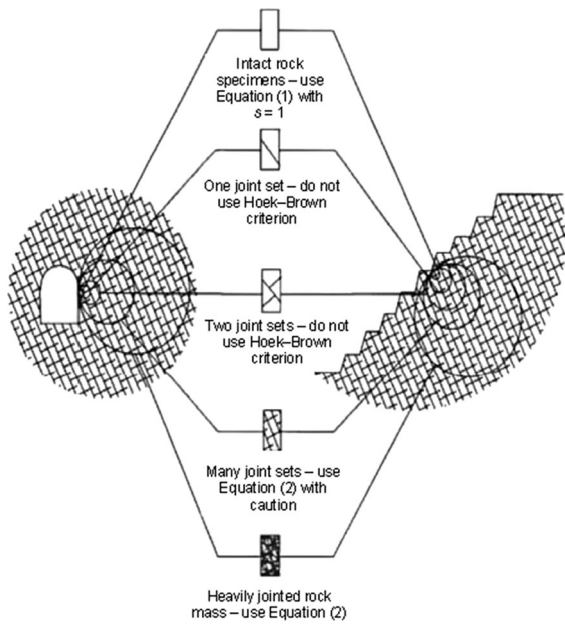 Intact rock
specimens – use
Equation (1) with
s = 1
One joint set – do not
use Hoek–Brown
criterion
Two joint sets – do not
use Hoek–Brown
criterion
Many joint sets – use
Equation (2) with
caution
Heavily jointed rock
mass – use Equation (2)